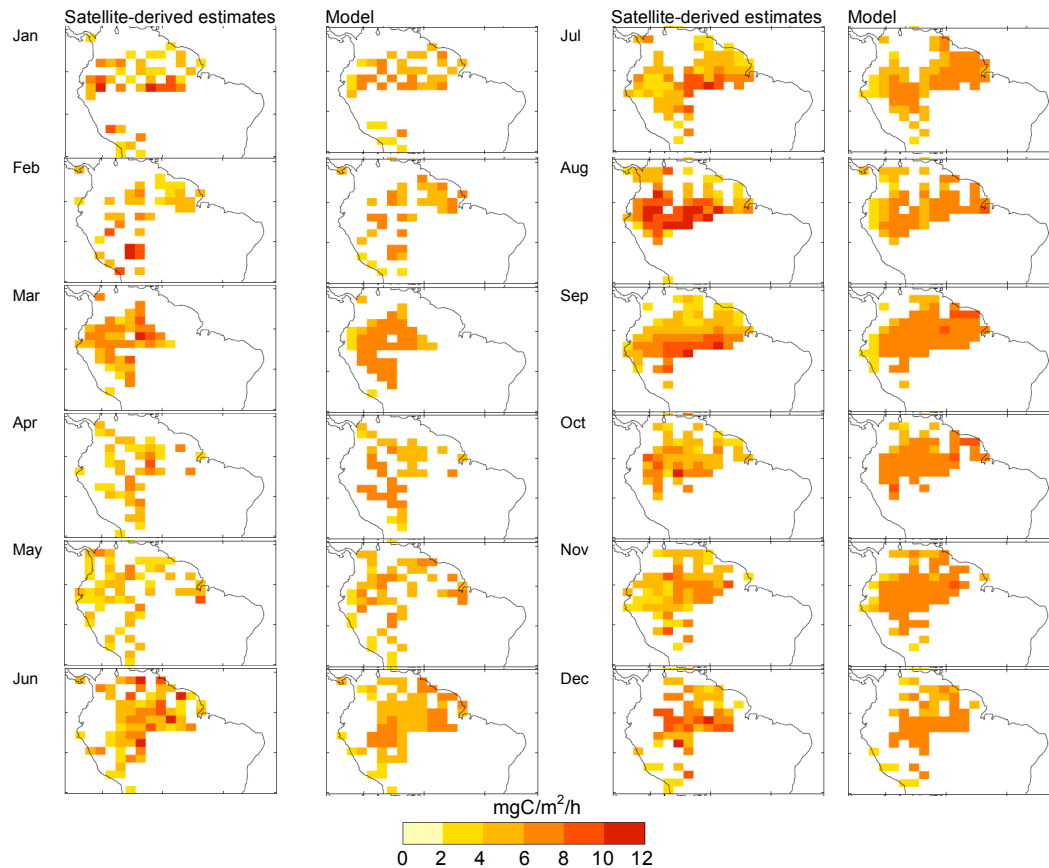 Satellite-derived estimates Model Satellite-derived estimates Model
Jan Jul
Feb Aug
Mar Sep
Apr Oct
May Nov
Jun Dec
mgC/m²/h
0 2 4 6 8 10 12